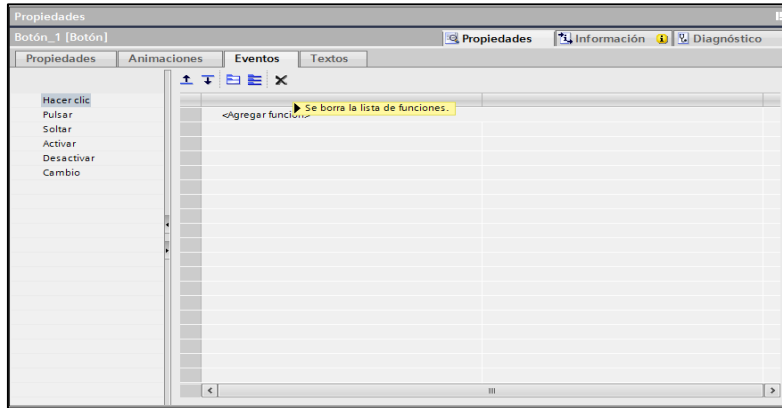 Propiedades
Botón_1 [Botón]
Propiedades Información Diagnóstico
Propiedades Animaciones Eventos Textos
Hacer clic
Se borra la lista de funciones.
Pulsar
<Agregar función>
Soltar
Activar
Desactivar
Cambio